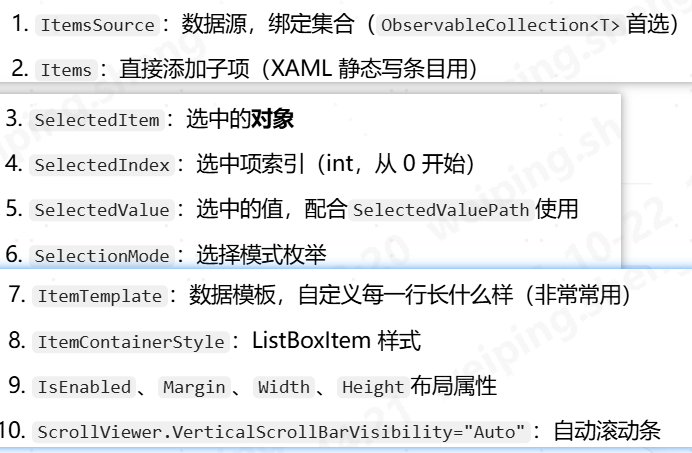 1. ItemsSource：数据源，绑定集合（ObservableCollection<T>首选）
2. Items：直接添加子项（XAML 静态写条目用）
3. SelectedItem：选中的对象
4. SelectedIndex：选中项索引（int，从 0 开始）
5. SelectedValue：选中的值，配合 SelectedValuePath 使用
6. SelectionMode：选择模式枚举
7. ItemTemplate：数据模板，自定义每一行长什么样（非常常用）
8. ItemContainerStyle：ListBoxItem 样式
9. IsEnabled、Margin、Width、Height 布局属性
10. ScrollViewer.VerticalScrollBarVisibility="Auto"：自动滚动条